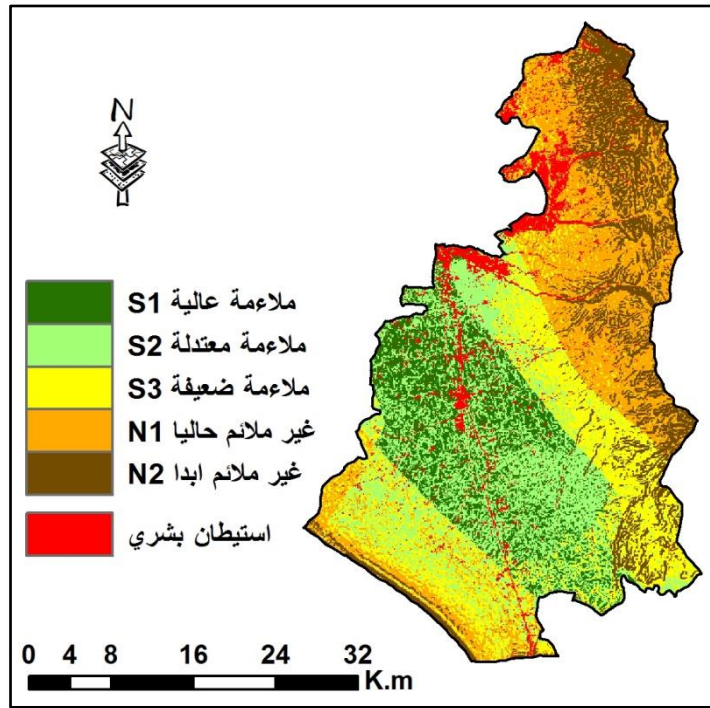 N
ملاءمة عالية S1
ملاءمة معتدلة S2
ملاءمة ضعيفة S3
غير ملائم حاليا N1
غير ملائم ابدا N2
استيطان بشري
0 4 8 16 24 32
K.m